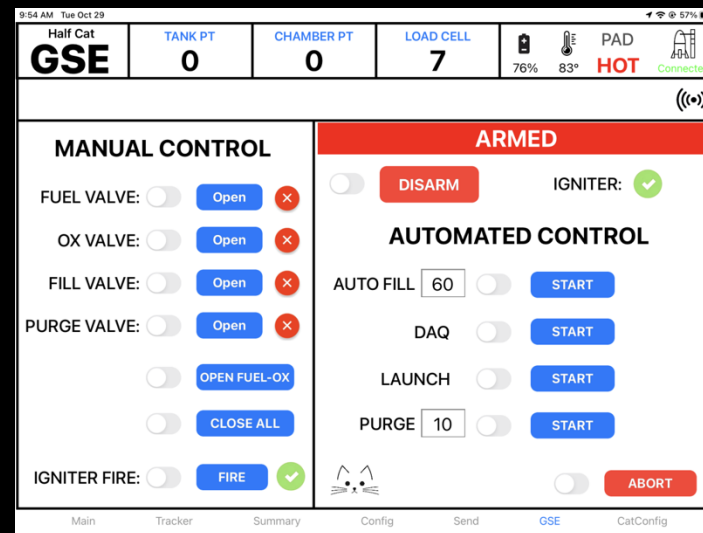 9:54 AM Tue Oct 29
57%
Half Cat
GSE
TANK PT
0
CHAMBER PT
0
LOAD CELL
7
76%
83°
PAD
HOT
Connecte
MANUAL CONTROL
FUEL VALVE: Open
OX VALVE: Open
FILL VALVE: Open
PURGE VALVE: Open
OPEN FUEL-OX
CLOSE ALL
IGNITER FIRE: FIRE
ARMED
DISARM IGNITER:
AUTOMATED CONTROL
AUTO FILL 60 START
DAQ START
LAUNCH START
PURGE 10 START
ABORT
Main Tracker Summary Config Send GSE CatConfig